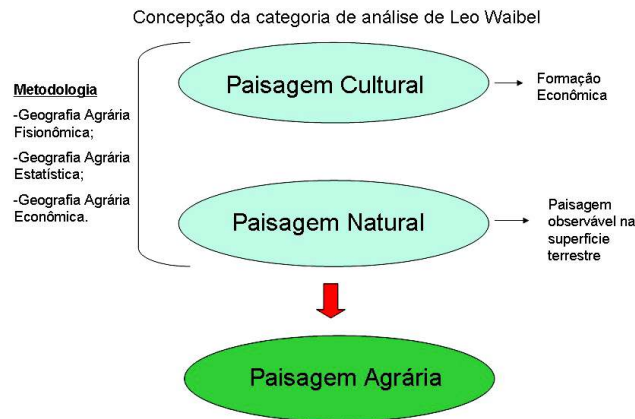 Concepção da categoria de análise de Leo Waibel
Metodologia
-Geografia Agrária
Fisionômica;
-Geografia Agrária
Estatística;
-Geografia Agrária
Econômica.
Paisagem Cultural
Formação
Econômica
Paisagem Natural
Paisagem
observável na
superfície
terrestre
Paisagem Agrária